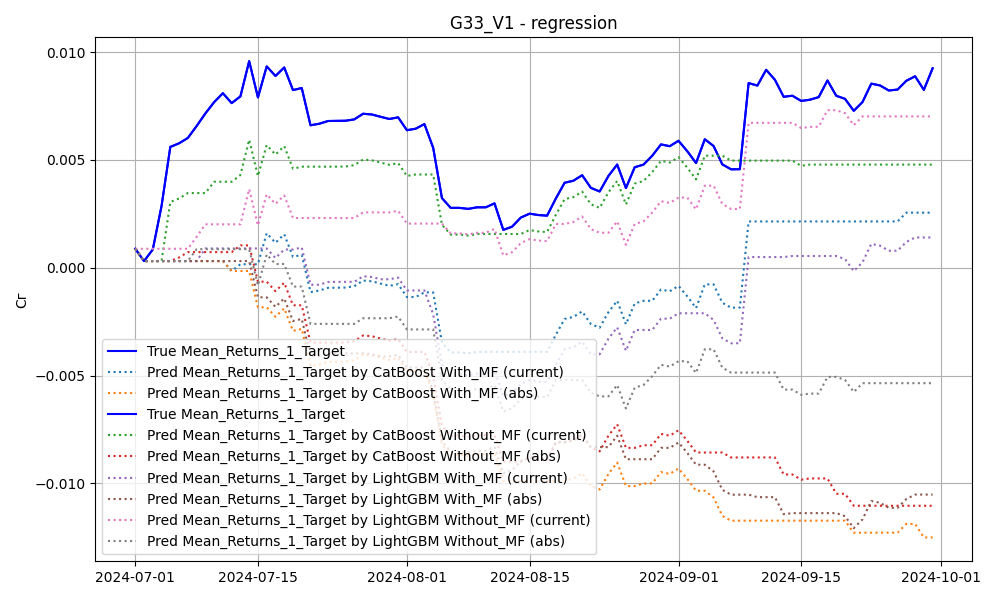 G33_V1 - regression
0.010
0.005
0.000
−0.005
−0.010
Cr
True Mean_Returns_1_Target
Pred Mean_Returns_1_Target by CatBoost With_MF (current)
Pred Mean_Returns_1_Target by CatBoost With_MF (abs)
True Mean_Returns_1_Target
Pred Mean_Returns_1_Target by CatBoost Without_MF (current)
Pred Mean_Returns_1_Target by CatBoost Without_MF (abs)
Pred Mean_Returns_1_Target by LightGBM With_MF (current)
Pred Mean_Returns_1_Target by LightGBM With_MF (abs)
Pred Mean_Returns_1_Target by LightGBM Without_MF (current)
Pred Mean_Returns_1_Target by LightGBM Without_MF (abs)
2024-07-01 2024-07-15 2024-08-01 2024-08-15 2024-09-01 2024-09-15 2024-10-01